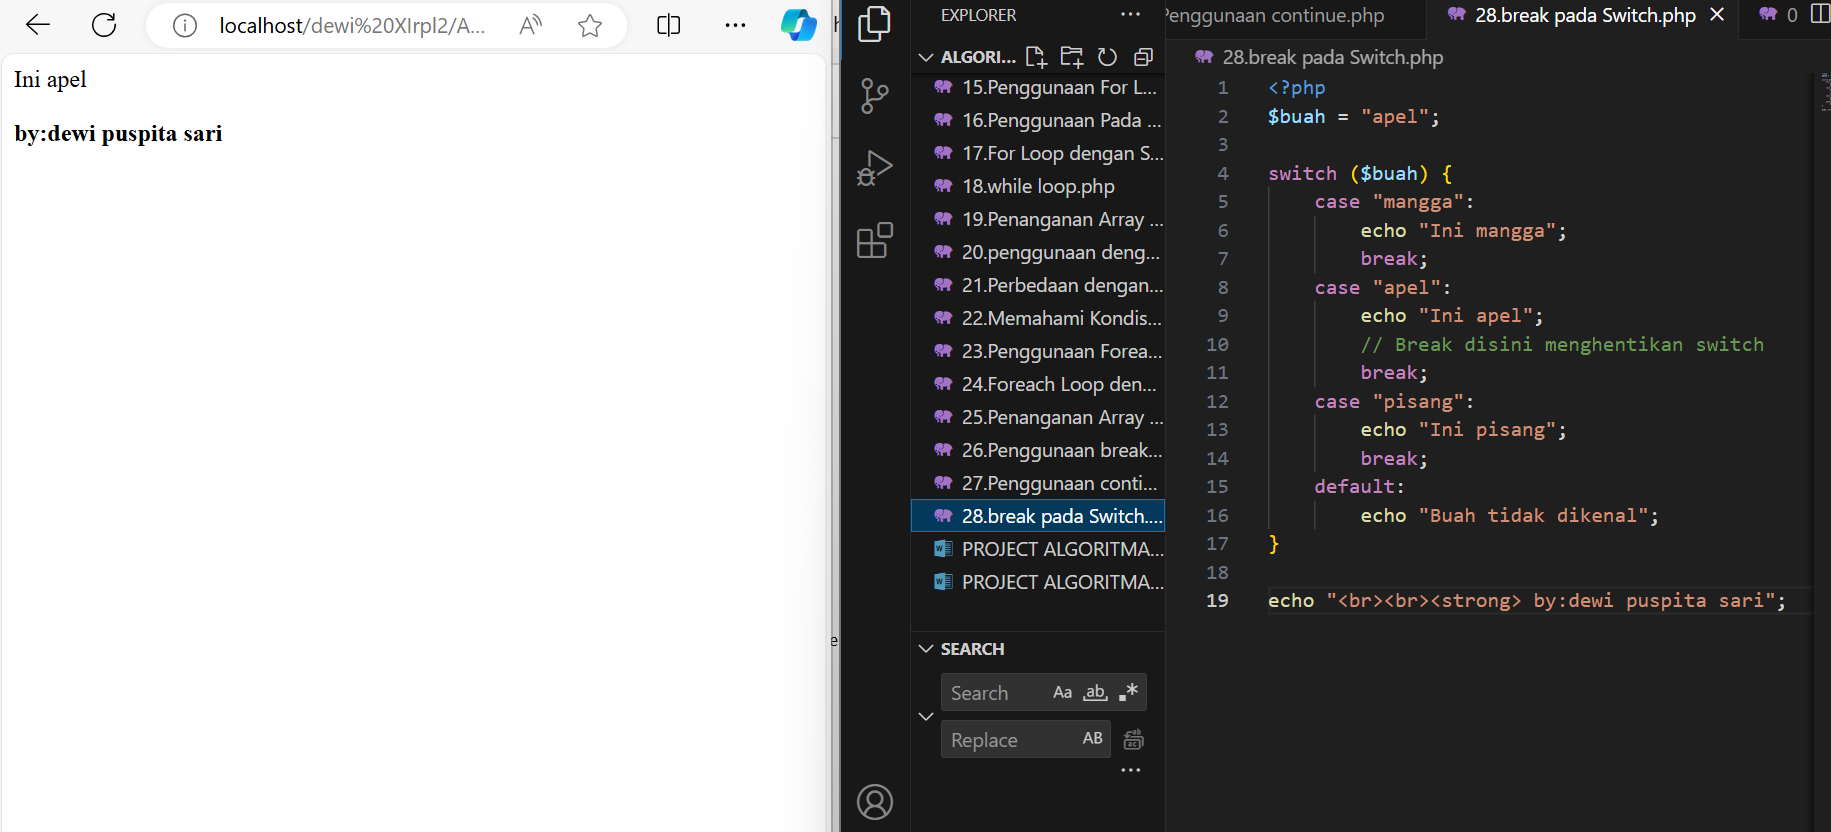 localhost/dewi%20XIrpl2/A...
Ini apel
by:dewi puspita sari
EXPLORER
ALGORI...
15.Penggunaan For L...
16.Penggunaan Pada ...
17.For Loop dengan S...
18.while loop.php
19.Penanganan Array ...
20.penggunaan deng...
21.Perbedaan dengan...
22.Memahami Kondis...
23.Penggunaan Forea...
24.Foreach Loop den...
25.Penanganan Array ...
26.Penggunaan break...
27.Penggunaan conti...
28.break pada Switch....
PROJECT ALGORITMA...
PROJECT ALGORITMA...
SEARCH
Search Aa ab .*
Replace AB
Penggunaan continue.php
28.break pada Switch.php
0
28.break pada Switch.php
1 <?php
2 $buah = "apel";
3
4 switch ($buah) {
5 case "mangga":
6 echo "Ini mangga";
7 break;
8 case "apel":
9 echo "Ini apel";
10 // Break disini menghentikan switch
11 break;
12 case "pisang":
13 echo "Ini pisang";
14 break;
15 default:
16 echo "Buah tidak dikenal";
17 }
18
19 echo "<br><br><strong> by:dewi puspita sari";